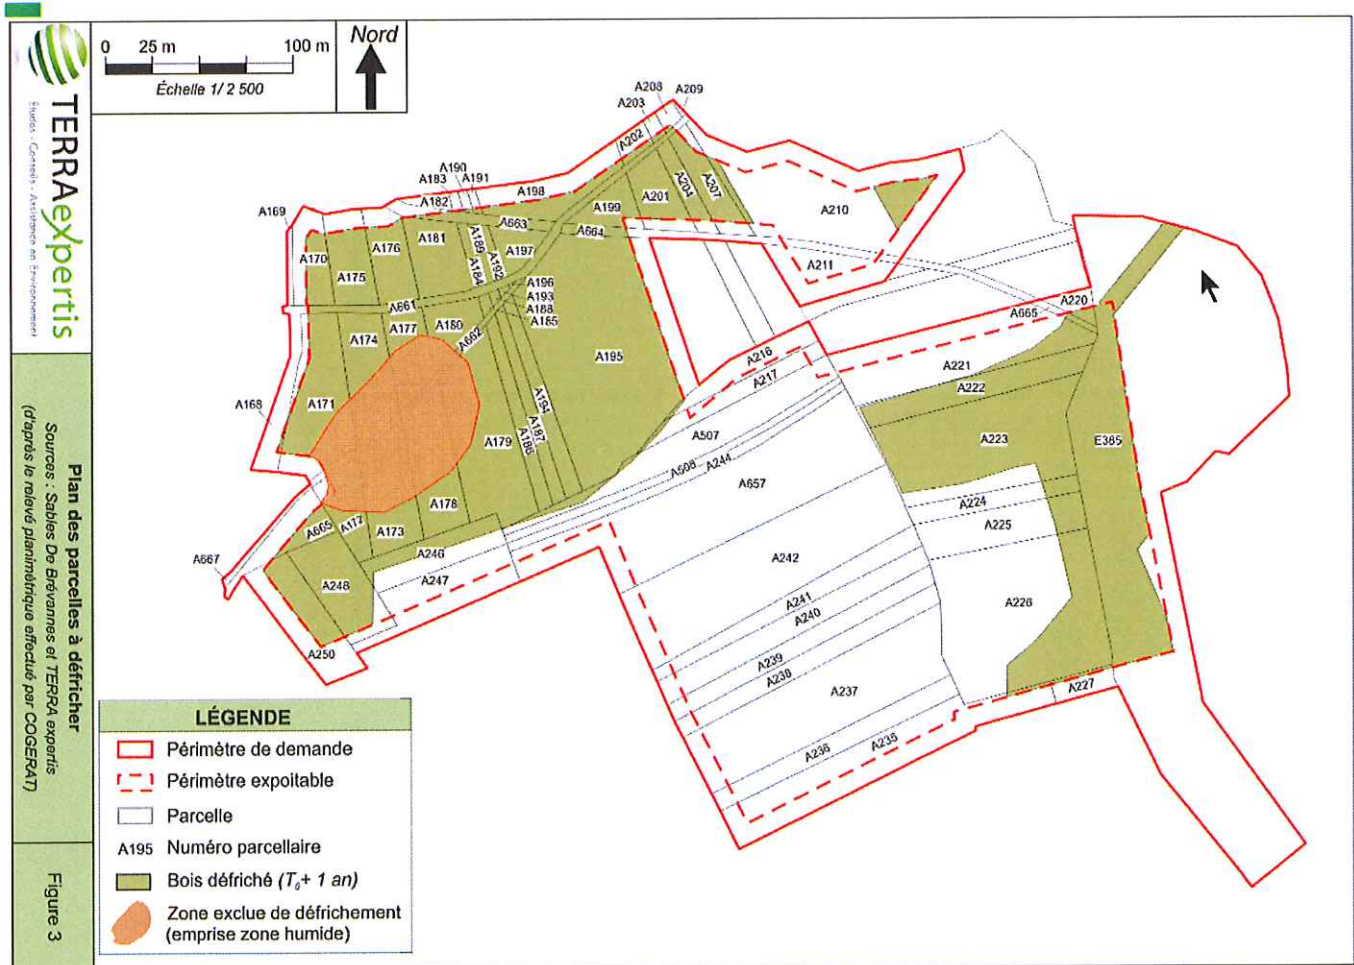 TERRAexpertis
Études - Conseils - Assistance en Environnement
Plan des parcelles à défricher
Sources : Sables De Brévannes et TERRA expertis
(d'après le relevé planimétrique effectué par COGERAT)
Figure 3
0 25 m 100 m
Échelle 1/ 2 500
Nord
A208
A209
A203
A202
A190
A183
A191
A182
A198
A169
A199
A201
A204
A207
A210
A663
A664
A170
A176
A181
A189
A197
A211
A175
A184
A192
A196
A193
A188
A185
A661
A177
A180
A662
A174
A220
A665
A195
A216
A217
A221
A222
A168
A171
A194
A187
A186
A179
A507
A223
E385
A508
A244
A657
A178
A224
A225
A665
A172
A173
A246
A667
A248
A247
A242
A241
A240
A226
A239
A238
A237
A250
A227
A236
A235
LÉGENDE
Périmètre de demande
Périmètre expoitable
Parcelle
A195 Numéro parcellaire
Bois défriché (T₀+ 1 an)
Zone exclue de défrichement
(emprise zone humide)